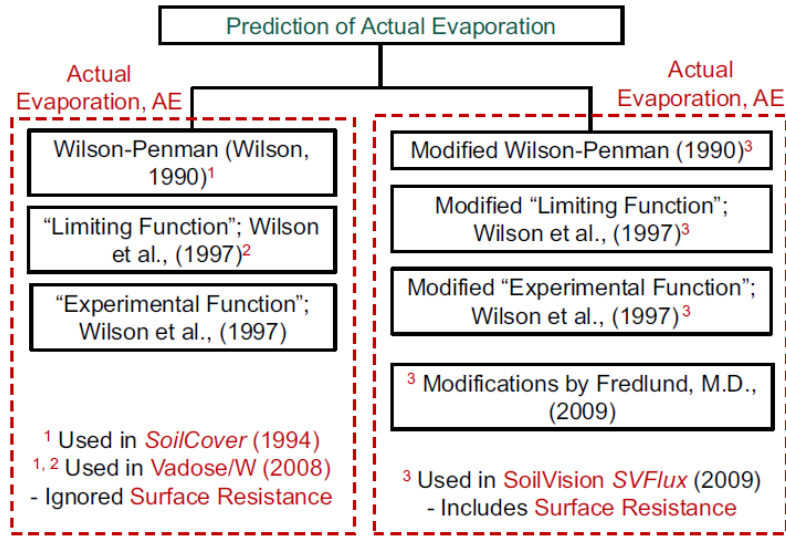 Prediction of Actual Evaporation
Actual
Evaporation, AE
Wilson-Penman (Wilson,
1990)¹
“Limiting Function”; Wilson
et al., (1997)²
“Experimental Function”;
Wilson et al., (1997)
¹ Used in SoilCover (1994)
¹, ² Used in Vadose/W (2008)
- Ignored Surface Resistance
Actual
Evaporation, AE
Modified Wilson-Penman (1990)³
Modified “Limiting Function”;
Wilson et al., (1997)³
Modified “Experimental Function”;
Wilson et al., (1997)³
³ Modifications by Fredlund, M.D.,
(2009)
³ Used in SoilVision SVFlux (2009)
- Includes Surface Resistance